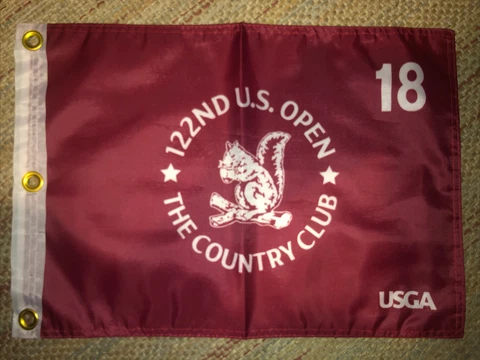 18
122ND U.S. OPEN
THE COUNTRY CLUB
USGA